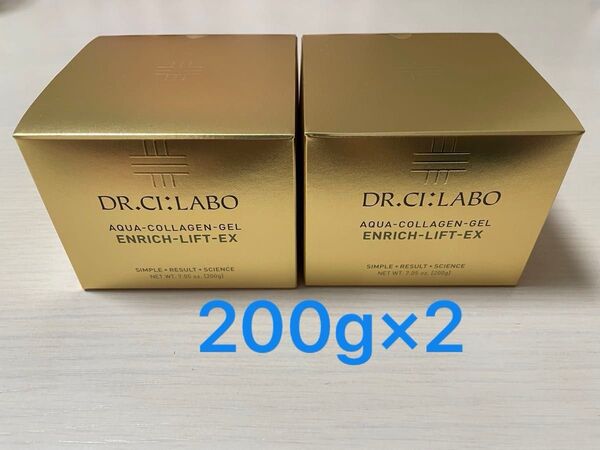 DR.CI:LABO
AQUA-COLLAGEN-GEL
ENRICH-LIFT-EX
SIMPLE • RESULT • SCIENCE
NET WT. 7.05 oz. [200g]
DR.CI:LABO
AQUA-COLLAGEN-GEL
ENRICH-LIFT-EX
SIMPLE • RESULT • SCIENCE
NET WT. 7.05 oz. [200g]
200g×2